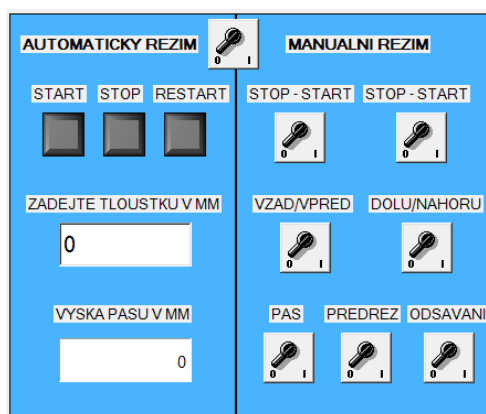 AUTOMATICKY REZIM
0 I
MANUALNI REZIM
START STOP RESTART
STOP - START STOP - START
0 I 0 I
ZADEJTE TLOUSTKU V MM
VZAD/VPRED DOLU/NAHORU
0
0 I 0 I
VYSKA PASU V MM
PAS PREDREZ ODSAVANI
0
0 I 0 I 0 I